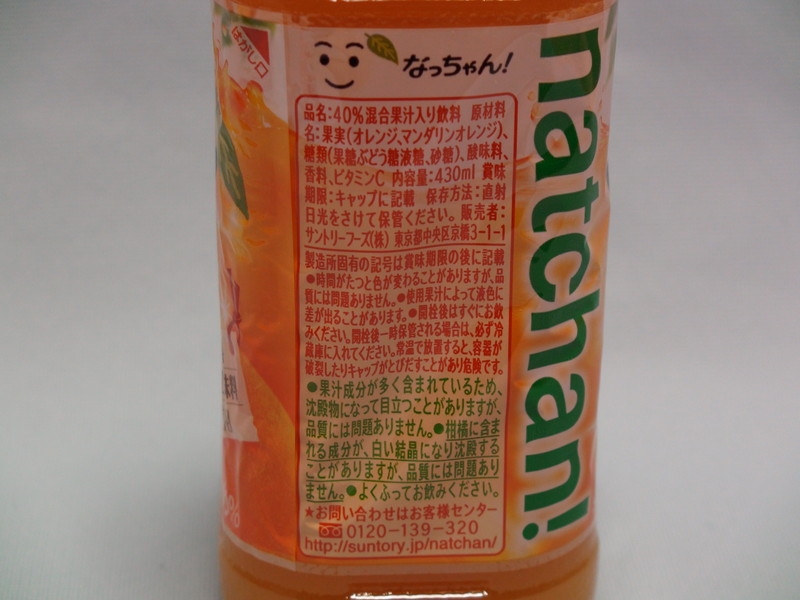 はがし口
なっちゃん!
natchan!
品名:40%混合果汁入り飲料 原材料
名:果実(オレンジ、マンダリンオレンジ)、
糖類(果糖ぶどう糖液糖、砂糖)、酸味料、
香料、ビタミンC 内容量:430ml 賞味
期限:キャップに記載 保存方法:直射
日光をさけて保管ください。販売者:
サントリーフーズ(株) 東京都中央区京橋3-1-1
製造所固有の記号は賞味期限の後に記載
●時間がたつと色が変わることがありますが、品
質には問題ありません。●使用果汁によって液色に
差が出ることがあります。●開栓後はすぐにお飲
みください。開栓後一時保管される場合は、必ず冷
蔵庫に入れてください。常温で放置すると、容器が
破裂したりキャップがとびだすことがあり危険です。
●果汁成分が多く含まれているため、
沈殿物になって目立つことがありますが、
品質には問題ありません。●柑橘に含ま
れる成分が、白い結晶になり沈殿する
ことがありますが、品質には問題あり
ません。●よくふってお飲みください。
★お問い合わせはお客様センター
0120-139-320
http://suntory.jp/natchan/